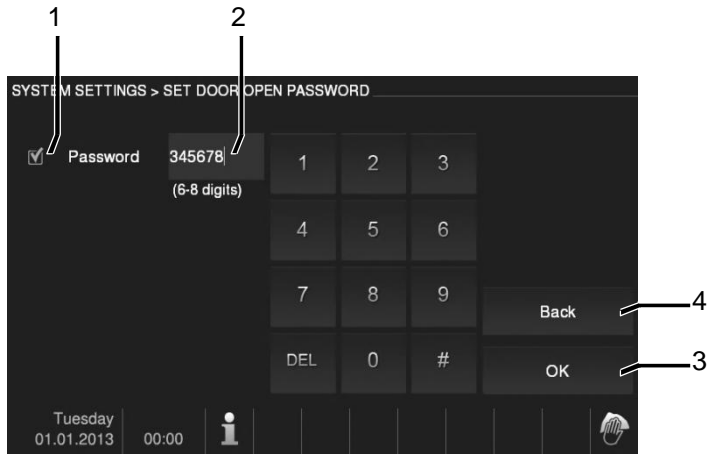 1 2
SYSTEM SETTINGS > SET DOOR OPEN PASSWORD
Password 345678 1 2 3
(6-8 digits)
4 5 6
7 8 9
Back 4
DEL 0 #
OK 3
Tuesday
01.01.2013 00:00 i